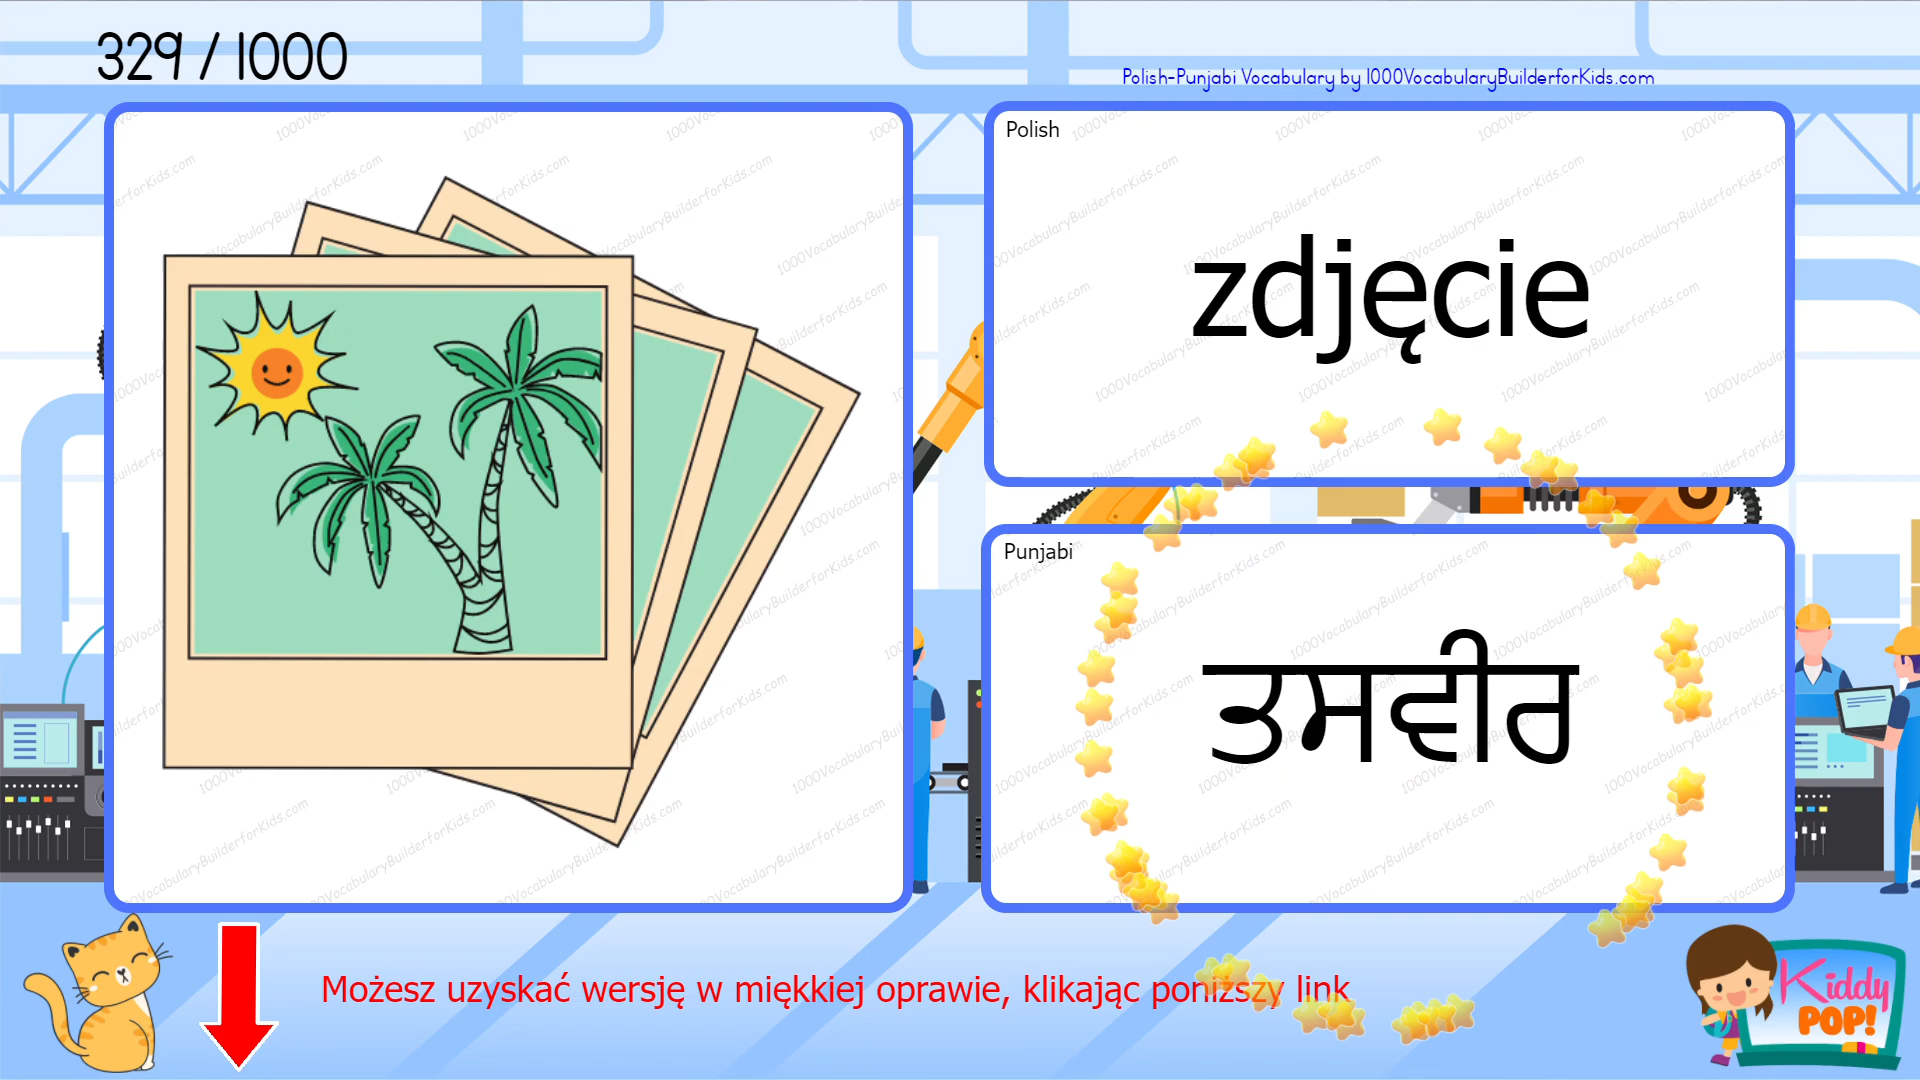 329 / 1000
Polish-Punjabi Vocabulary by 1000VocabularyBuilderforKids.com
Polish
zdjęcie
Punjabi
ਤਸਵੀਰ
Możesz uzyskać wersję w miękkiej oprawie, klikając poniższy link
Kiddy
POP!